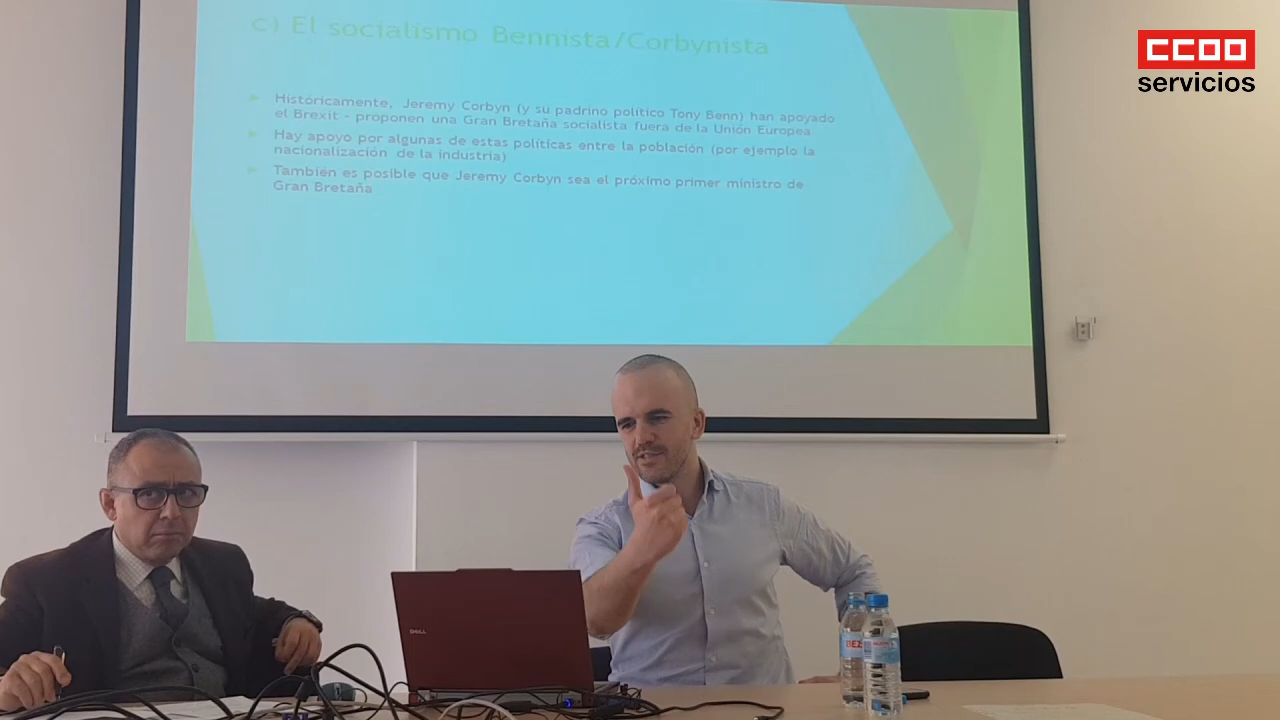 c) El socialismo Bennista/Corbynista
Históricamente, Jeremy Corbyn (y su padrino político Tony Benn) han apoyado
el Brexit - proponen una Gran Bretaña socialista fuera de la Unión Europea
Hay apoyo por algunas de estas políticas entre la población (por ejemplo la
nacionalización de la industria)
También es posible que Jeremy Corbyn sea el próximo primer ministro de
Gran Bretaña
CCOO
servicios
DELL
BEZ